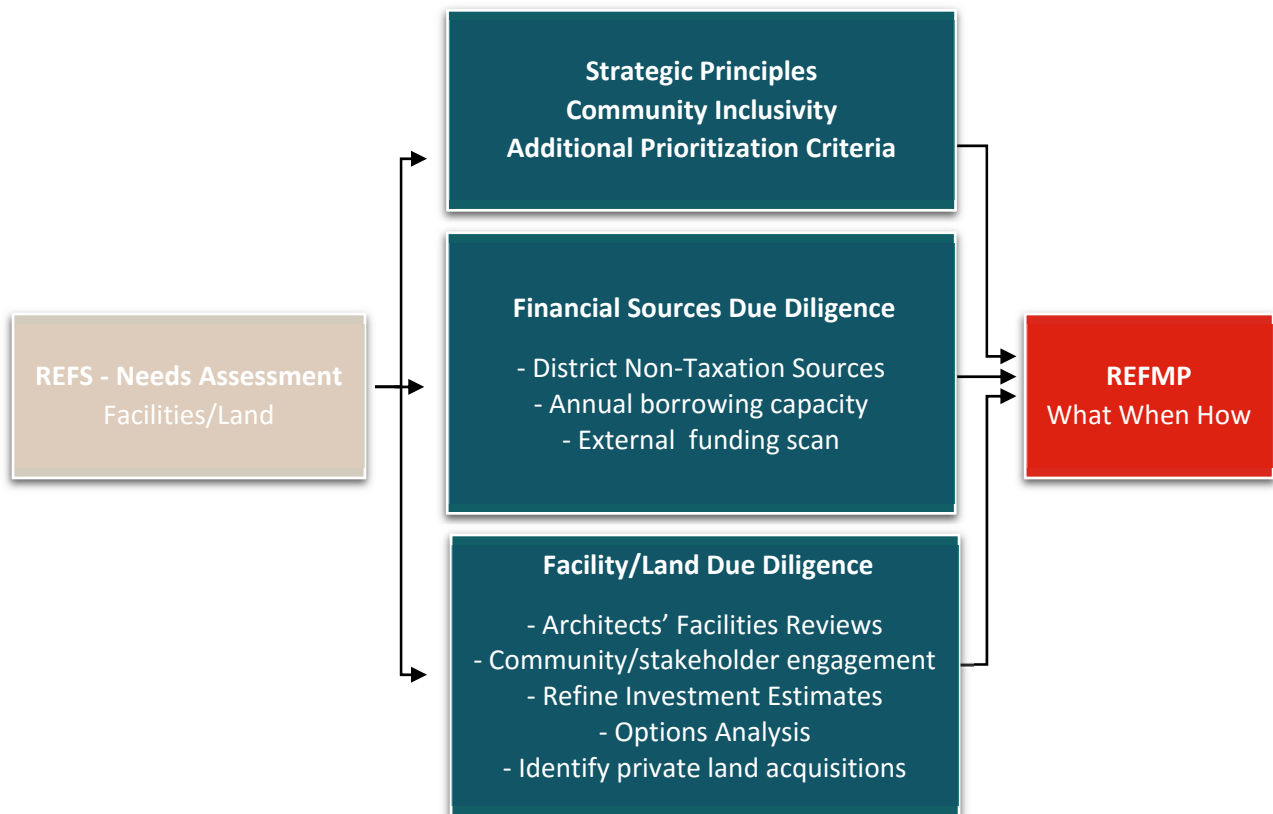 Strategic Principles
Community Inclusivity
Additional Prioritization Criteria
REFS - Needs Assessment
Facilities/Land
Financial Sources Due Diligence
- District Non-Taxation Sources
- Annual borrowing capacity
- External  funding scan
Facility/Land Due Diligence
- Architects’ Facilities Reviews
- Community/stakeholder engagement
- Refine Investment Estimates
- Options Analysis
- Identify private land acquisitions
REFMP
What When How